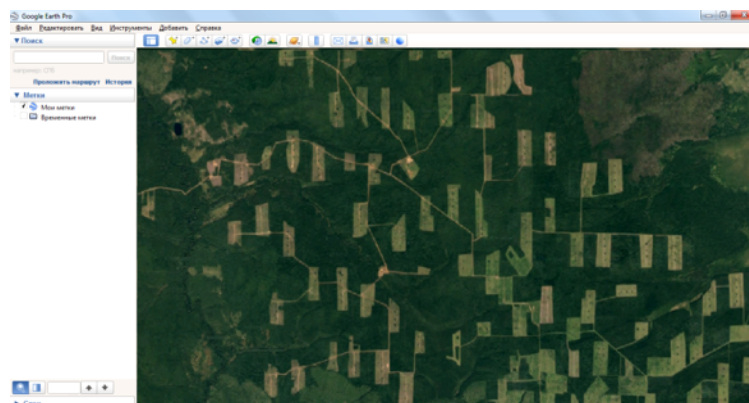 Google Earth Pro
Файл Редактировать Вид Инструменты Добавить Справка
Поиск
Поиск
Проложить маршрут История
Метки
Мои метки
Временные метки